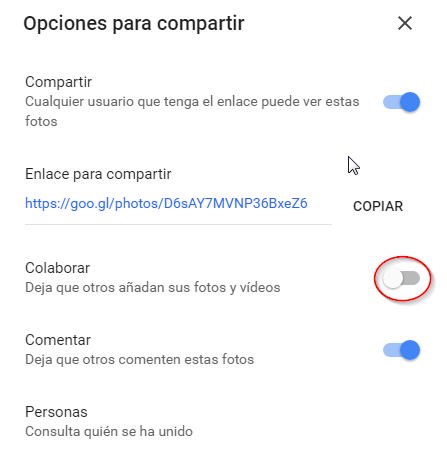 Opciones para compartir
Compartir
Cualquier usuario que tenga el enlace puede ver estas
fotos
Enlace para compartir
https://goo.gl/photos/D6sAY7MVNP36BxeZ6
COPIAR
Colaborar
Deja que otros añadan sus fotos y vídeos
Comentar
Deja que otros comenten estas fotos
Personas
Consulta quién se ha unido